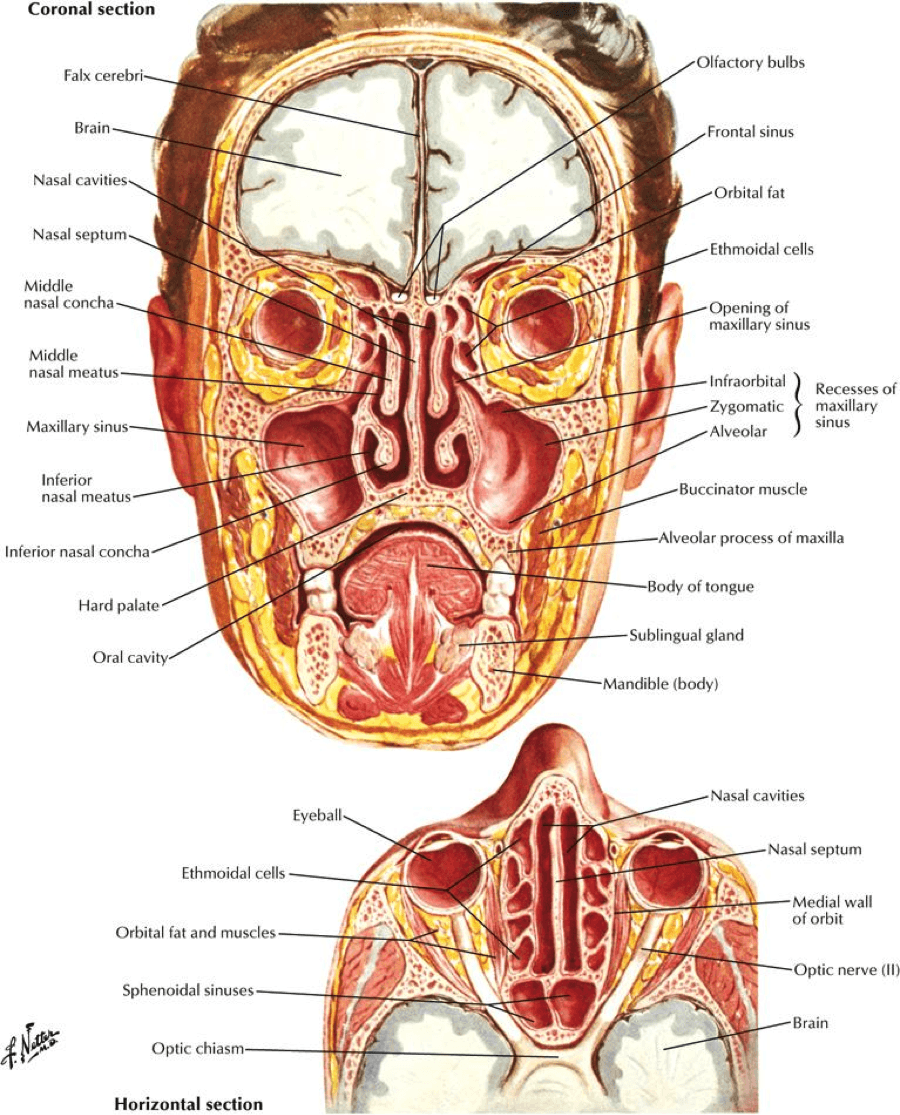 Coronal section
Falx cerebri
Brain
Nasal cavities
Nasal septum
Middle
nasal concha
Middle
nasal meatus
Maxillary sinus
Inferior
nasal meatus
Inferior nasal concha
Hard palate
Oral cavity
Olfactory bulbs
Frontal sinus
Orbital fat
Ethmoidal cells
Opening of
maxillary sinus
Infraorbital
Zygomatic
Alveolar
Recesses of
maxillary
sinus
Buccinator muscle
Alveolar process of maxilla
Body of tongue
Sublingual gland
Mandible (body)
Eyeball
Ethmoidal cells
Orbital fat and muscles
Sphenoidal sinuses
Optic chiasm
Nasal cavities
Nasal septum
Medial wall
of orbit
Optic nerve (II)
Brain
F. Netter
M.D.
Horizontal section